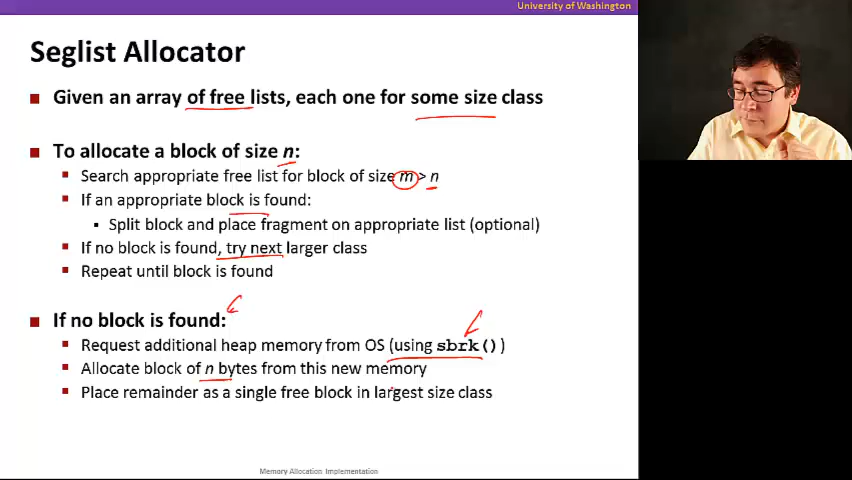 University of Washington
Seglist Allocator
Given an array of free lists, each one for some size class
To allocate a block of size n:
Search appropriate free list for block of size m > n
If an appropriate block is found:
Split block and place fragment on appropriate list (optional)
If no block is found, try next larger class
Repeat until block is found
If no block is found:
Request additional heap memory from OS (using sbrk())
Allocate block of n bytes from this new memory
Place remainder as a single free block in largest size class
Memory Allocation Implementation